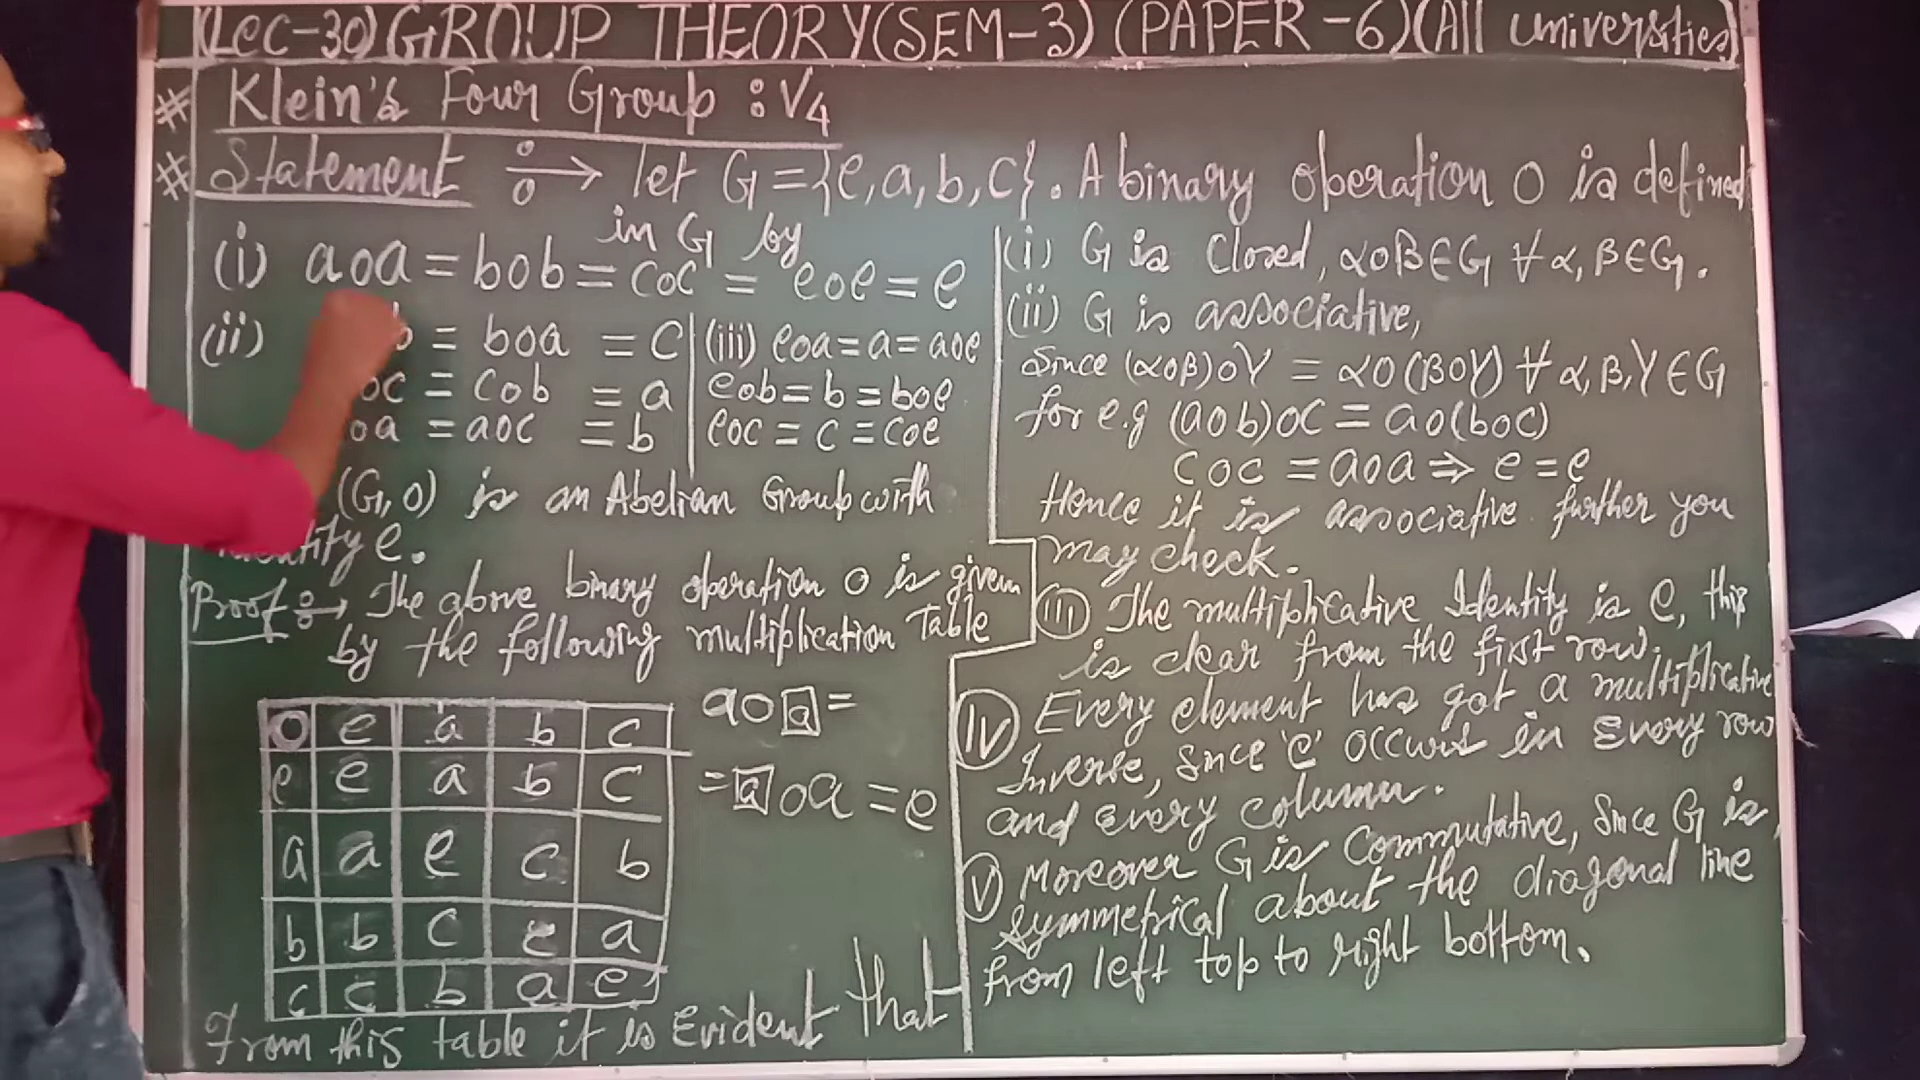 (Lec-30) GROUP THEORY (SEM-3) (PAPER-6) (All universities)
# Klein's Four Group : V4
# Statement ÷→ let G = {e, a, b, c}. A binary operation o is defined
in G by
(i) aoa = bob = coc = eoe = e
(ii) b = boa = c
oc = cob = a
oa = aoc = b
(iii) eoa = a = aoe
eob = b = boe
eoc = c = coe
(G, o) is an Abelian Group with
identity e.
Proof ÷→ The above binary operation o is given
by the following multiplication Table
o e a b c
e e a b c
a a e c b
b b c e a
c c b a e
ao[a] =
= [a]oa = e
From this table it is Evident that
(i) G is Closed, αoβ∈G ∀ α, β∈G.
(ii) G is associative,
Since (αoβ)oγ = αo(βoγ) ∀ α, β, γ ∈ G
for e.g (aob)oc = ao(boc)
coc = aoa ⇒ e = e
Hence it is associative further you
may check.
(iii) The multiplicative Identity is e, this
is clear from the first row.
(iv) Every element has got a multiplicative
Inverse, Since 'e' occurs in Every row
and every column.
(v) Moreover G is Commutative, Since G is
Symmetrical about the diagonal line
from left top to right bottom.